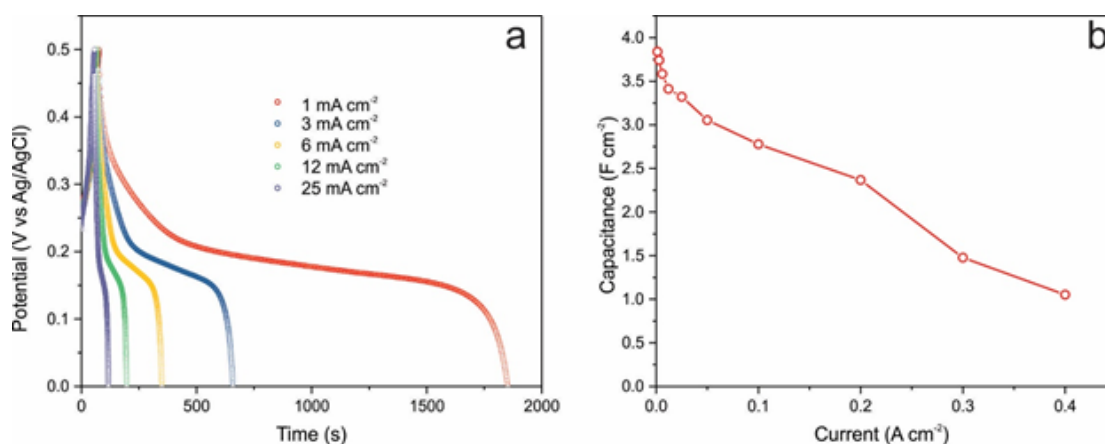 a
0.5
0.4
0.3
0.2
0.1
0.0
Potential (V vs Ag/AgCl)
1 mA cm-2
3 mA cm-2
6 mA cm-2
12 mA cm-2
25 mA cm-2
0 500 1000 1500 2000
Time (s)
b
4.0
3.5
3.0
2.5
2.0
1.5
1.0
0.5
0.0
Capacitance (F cm-2)
0.0 0.1 0.2 0.3 0.4
Current (A cm-2)